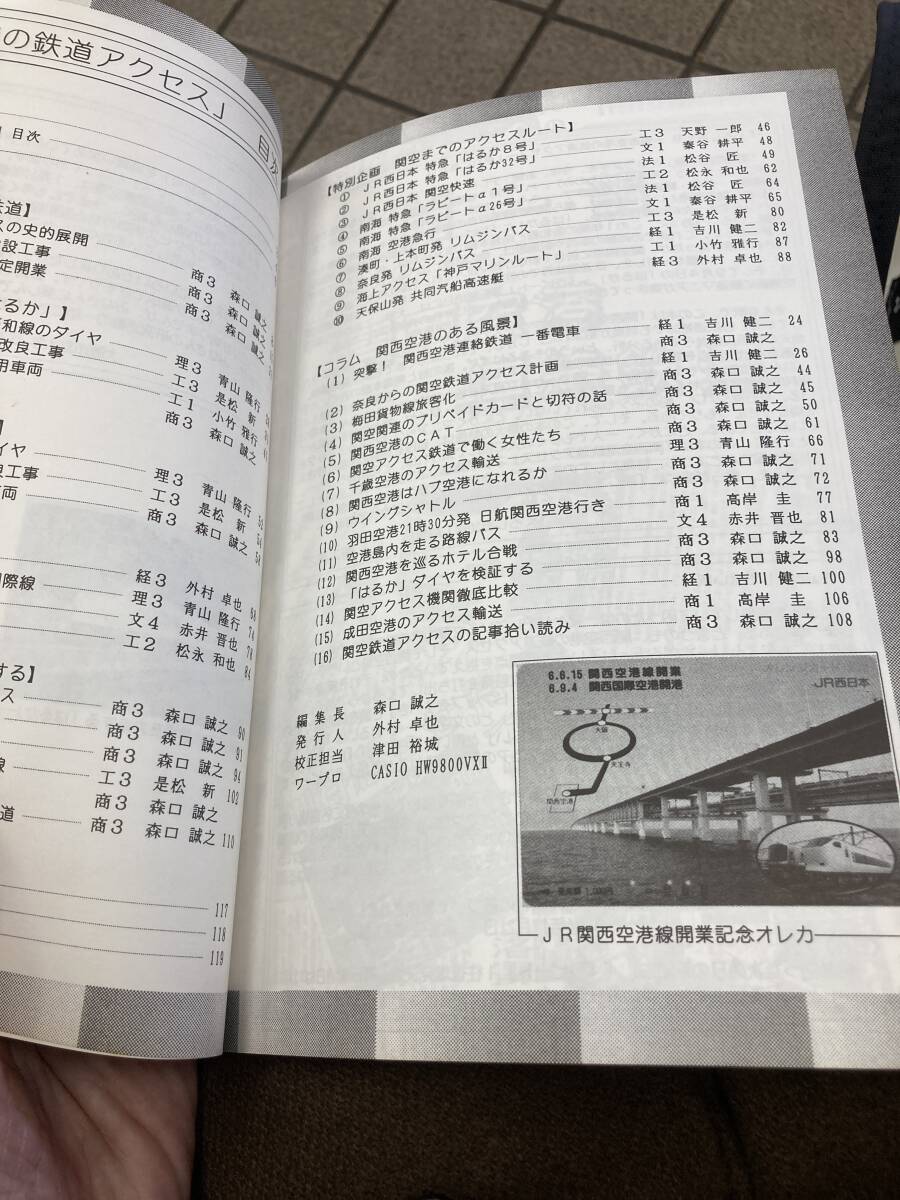 の鉄道アクセス」 目次
目次
鉄道】
スの史的展開
設工事 商3 森口 誠之
定開業 商3 森口 誠之
商3 森口 誠之
るか」】
阪和線のダイヤ
改良工事 理3 青山 隆行
用車両 工3 是松 新
工1 小竹 雅行
商3 森口 誠之
】
イヤ
良工事 理3 青山 隆行
車両 工3 是松 新
商3 森口 誠之
経3 外村 卓也
際線 理3 青山 隆行 74
文4 赤井 晋也 78
工2 松永 和也 84
する】
ス 商3 森口 誠之 90
商3 森口 誠之 91
商3 森口 誠之 94
線 工3 是松 新 102
商3 森口 誠之
道 商3 森口 誠之 110
117
118
119
【特別企画 関空までのアクセスルート】
① JR西日本 特急「はるか8号」 工3 天野 一郎 46
② JR西日本 特急「はるか32号」 文1 秦谷 耕平 48
③ JR西日本 関空快速 法1 松谷 匠 49
④ 南海 特急「ラピートα1号」 工2 松永 和也 62
⑤ 南海 特急「ラピートα26号」 法1 松谷 匠 64
⑥ 南海 空港急行 文1 秦谷 耕平 65
⑦ 湊町・上本町発 リムジンバス 工3 是松 新 80
⑧ 奈良発 リムジンバス 経1 吉川 健二 82
⑨ 海上アクセス「神戸マリンルート」 工1 小竹 雅行 87
⑩ 天保山発 共同汽船高速艇 経3 外村 卓也 88
【コラム 関西空港のある風景】
(1) 突撃! 関西空港連絡鉄道 一番電車 経1 吉川 健二 24
商3 森口 誠之
(2) 奈良からの関空鉄道アクセス計画 経1 吉川 健二 26
(3) 梅田貨物線旅客化 商3 森口 誠之 44
(4) 関空関連のプリペイドカードと切符の話 商3 森口 誠之 45
(5) 関西空港のCAT 商3 森口 誠之 50
(6) 関空アクセス鉄道で働く女性たち 商3 森口 誠之 61
(7) 千歳空港のアクセス輸送 理3 青山 隆行 66
(8) 関西空港はハブ空港になれるか 商3 森口 誠之 71
(9) ウイングシャトル 商3 森口 誠之 72
(10) 羽田空港21時30分発 日航関西空港行き 商1 高岸 圭 77
(11) 空港島内を走る路線バス 文4 赤井 晋也 81
(12) 関西空港を巡るホテル合戦 商3 森口 誠之 83
(13) 「はるか」ダイヤを検証する 商3 森口 誠之 98
(14) 関空アクセス機関徹底比較 経1 吉川 健二 100
(15) 成田空港のアクセス輸送 商1 高岸 圭 106
(16) 関空鉄道アクセスの記事拾い読み 商3 森口 誠之 108
編集長 森口 誠之
発行人 外村 卓也
校正担当 津田 裕城
ワープロ CASIO HW9800VXⅡ
6.6.15 関西空港線開業
6.9.4 関西国際空港開港
オレンジカード
JR西日本
大阪
天王寺
関西空港
JR関西空港線開業記念オレカ